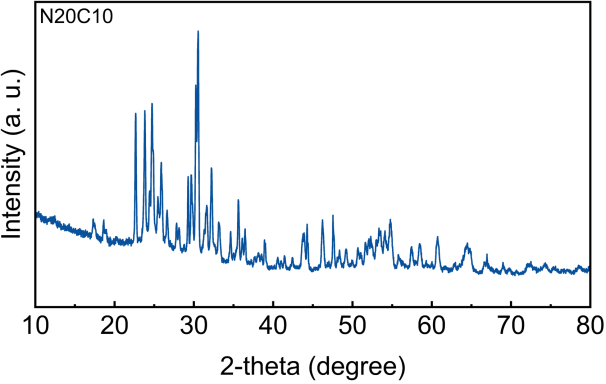 N20C10
Intensity (a. u.)
10 20 30 40 50 60 70 80
2-theta (degree)